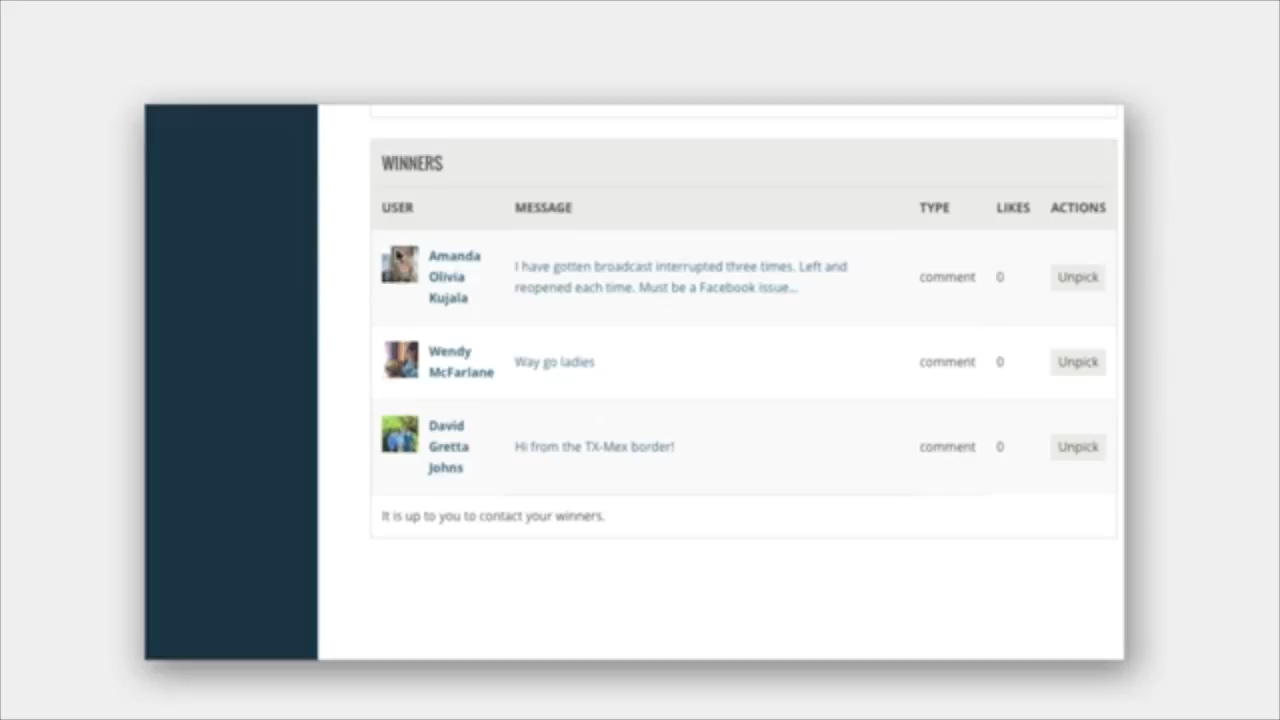 WINNERS
USER MESSAGE TYPE LIKES ACTIONS
Amanda
Olivia
Kujala
I have gotten broadcast interrupted three times. Left and
reopened each time. Must be a Facebook issue...
comment 0 Unpick
Wendy
McFarlane
Way go ladies
comment 0 Unpick
David
Gretta
Johns
Hi from the TX-Mex border!
comment 0 Unpick
It is up to you to contact your winners.